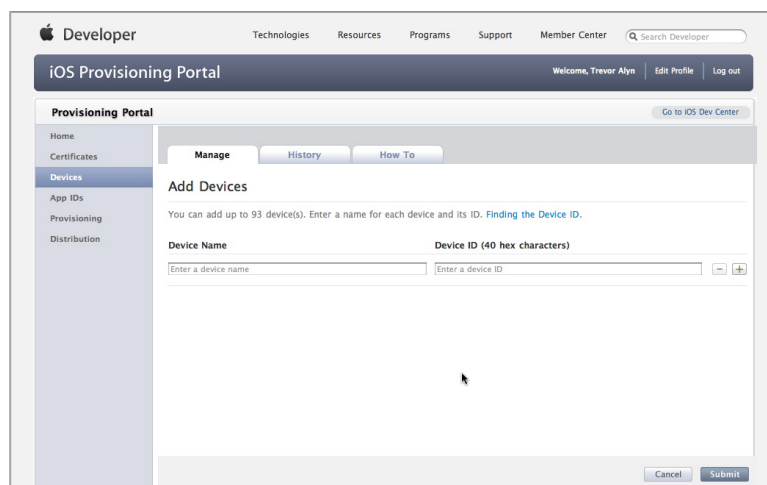 Developer
Technologies Resources Programs Support Member Center Search Developer
iOS Provisioning Portal
Welcome, Trevor Alyn Edit Profile Log out
Provisioning Portal
Go to iOS Dev Center
Home
Certificates
Devices
App IDs
Provisioning
Distribution
Manage History How To
Add Devices
You can add up to 93 device(s). Enter a name for each device and its ID. Finding the Device ID.
Device Name Device ID (40 hex characters)
Enter a device name Enter a device ID
Cancel Submit